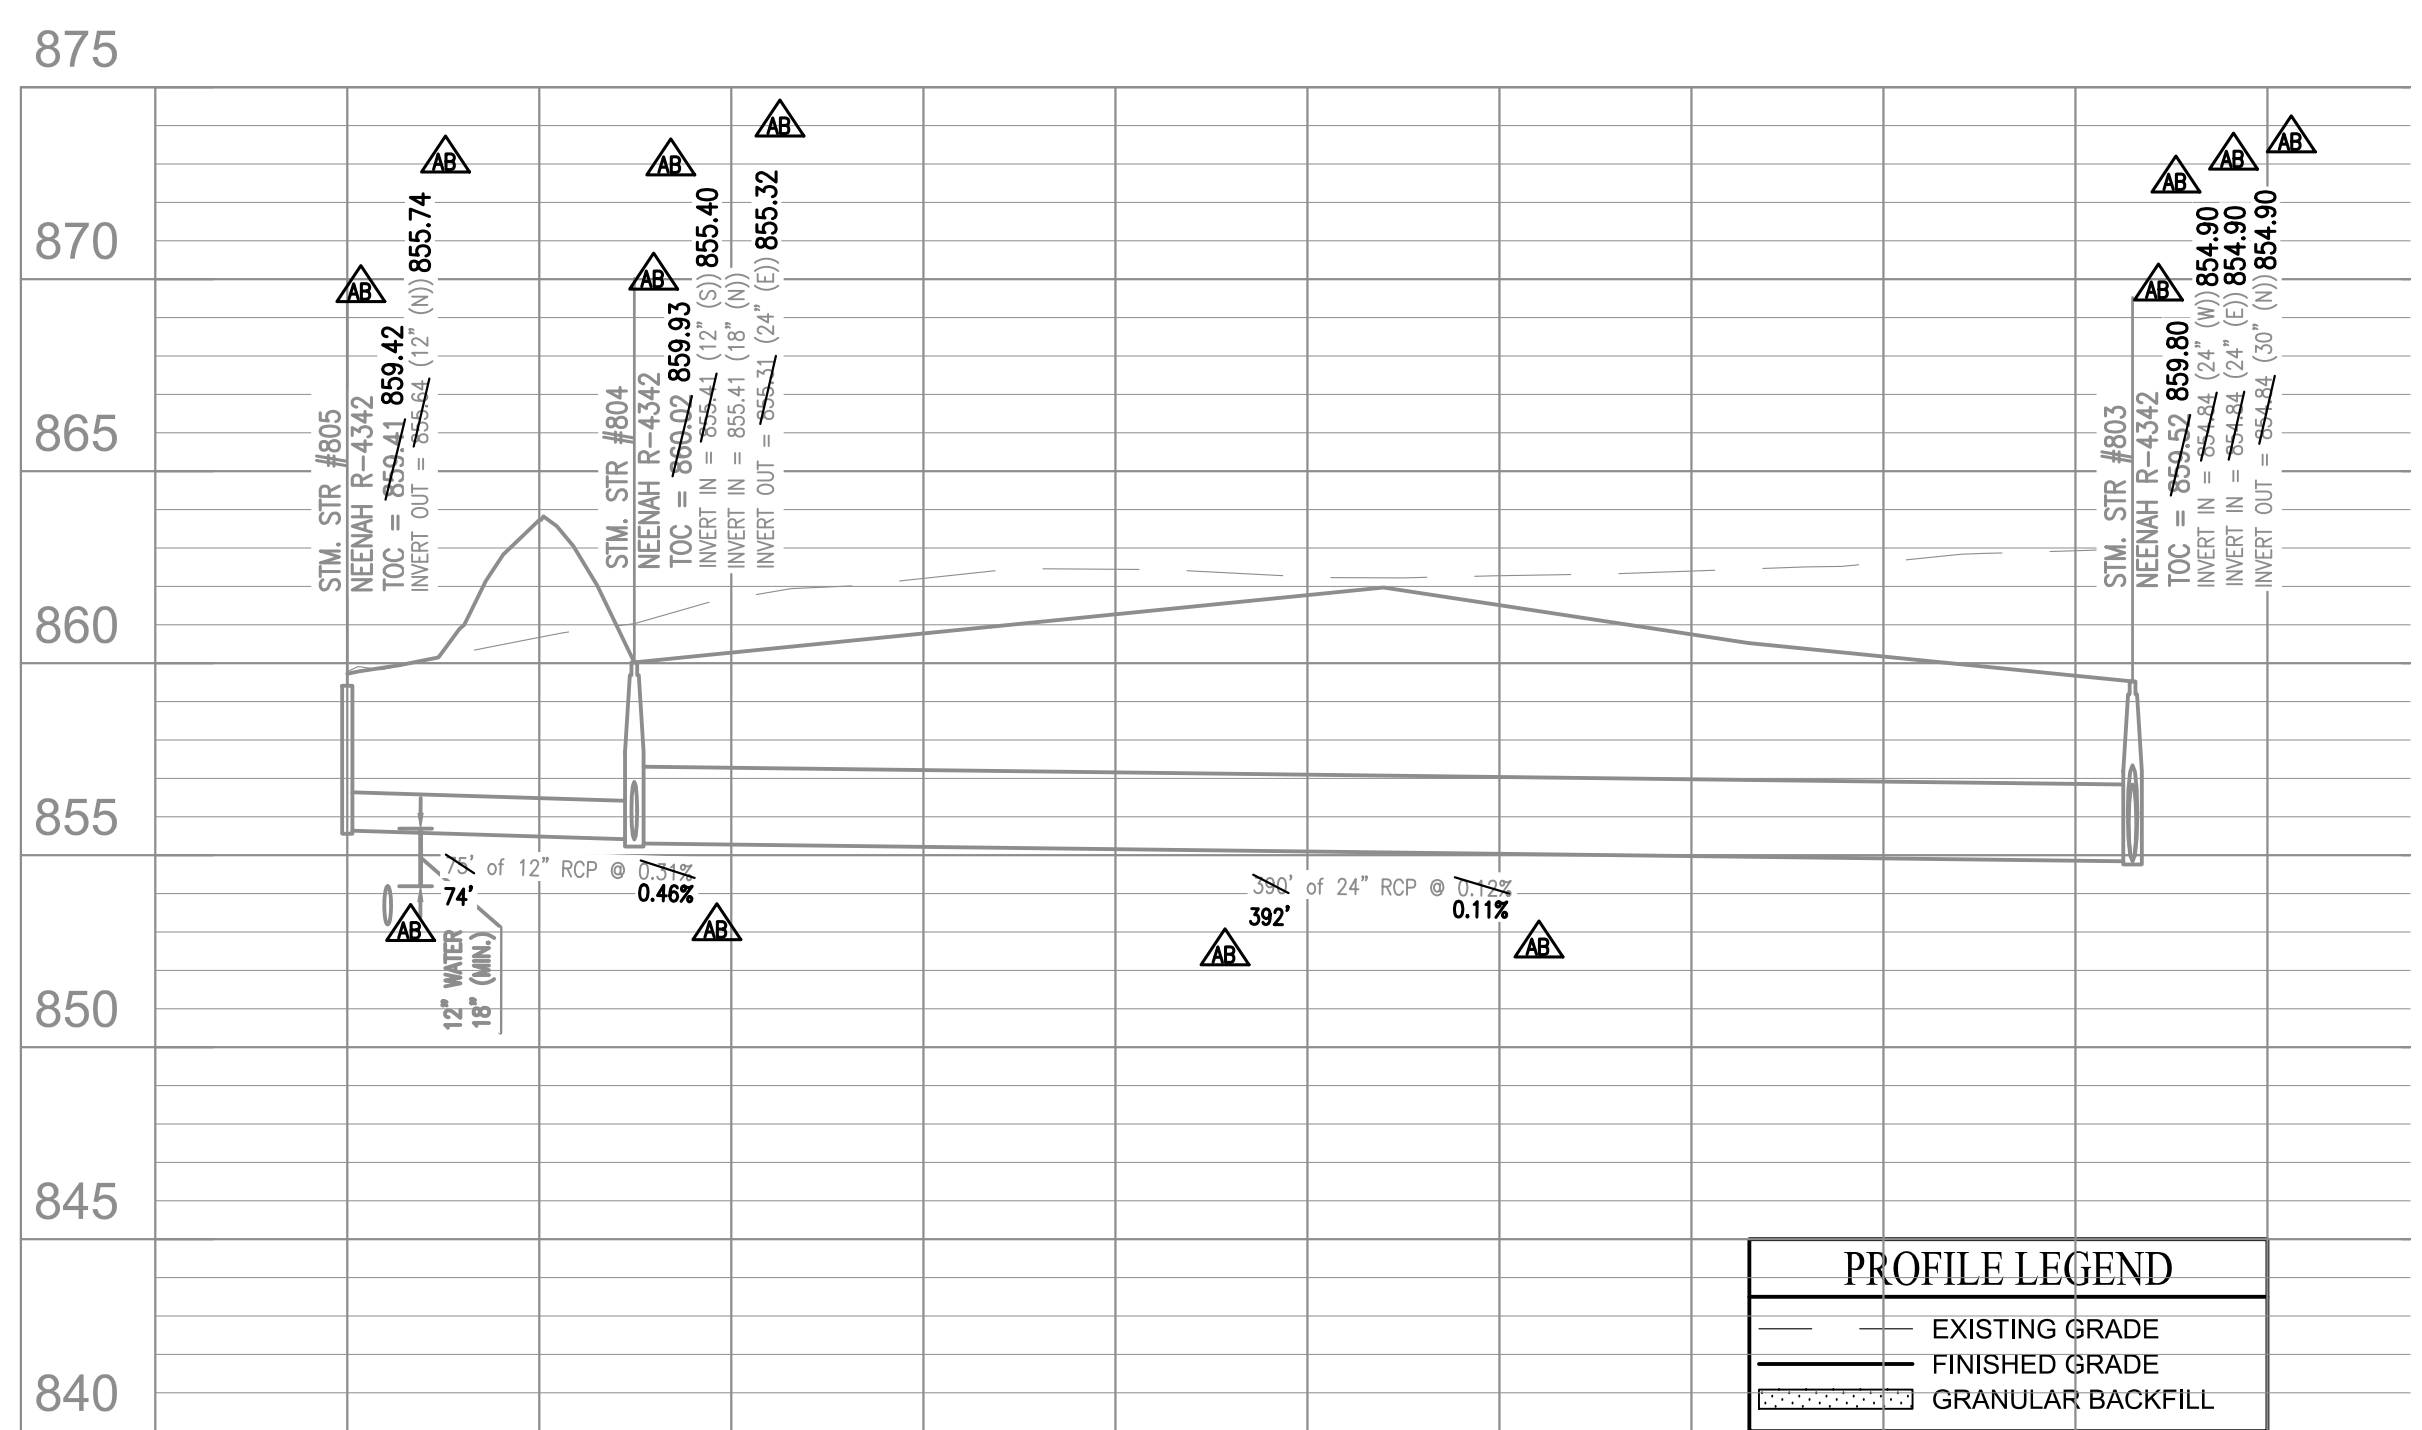 875
870
865
860
855
850
845
840
AB
AB
STM. STR #805
NEENAH R-4342
TOC = 859.41 859.42
INVERT OUT = 855.64 (12" (N)) 855.74
AB
AB
AB
STM. STR #804
NEENAH R-4342
TOC = 860.02 859.93
INVERT IN = 855.41 (12" (S)) 855.40
INVERT IN = 855.41 (18" (N))
INVERT OUT = 855.31 (24" (E)) 855.32
AB
AB
AB
AB
STM. STR #803
NEENAH R-4342
TOC = 859.52 859.80
INVERT IN = 854.84 (24" (W)) 854.90
INVERT IN = 854.84 (24" (E)) 854.90
INVERT OUT = 854.84 (30" (N)) 854.90
75' of 12" RCP @ 0.31%
74' 0.46%
AB AB
12" WATER
18" (MIN.)
390' of 24" RCP @ 0.12%
392' 0.11%
AB AB
PROFILE LEGEND
EXISTING GRADE
FINISHED GRADE
GRANULAR BACKFILL